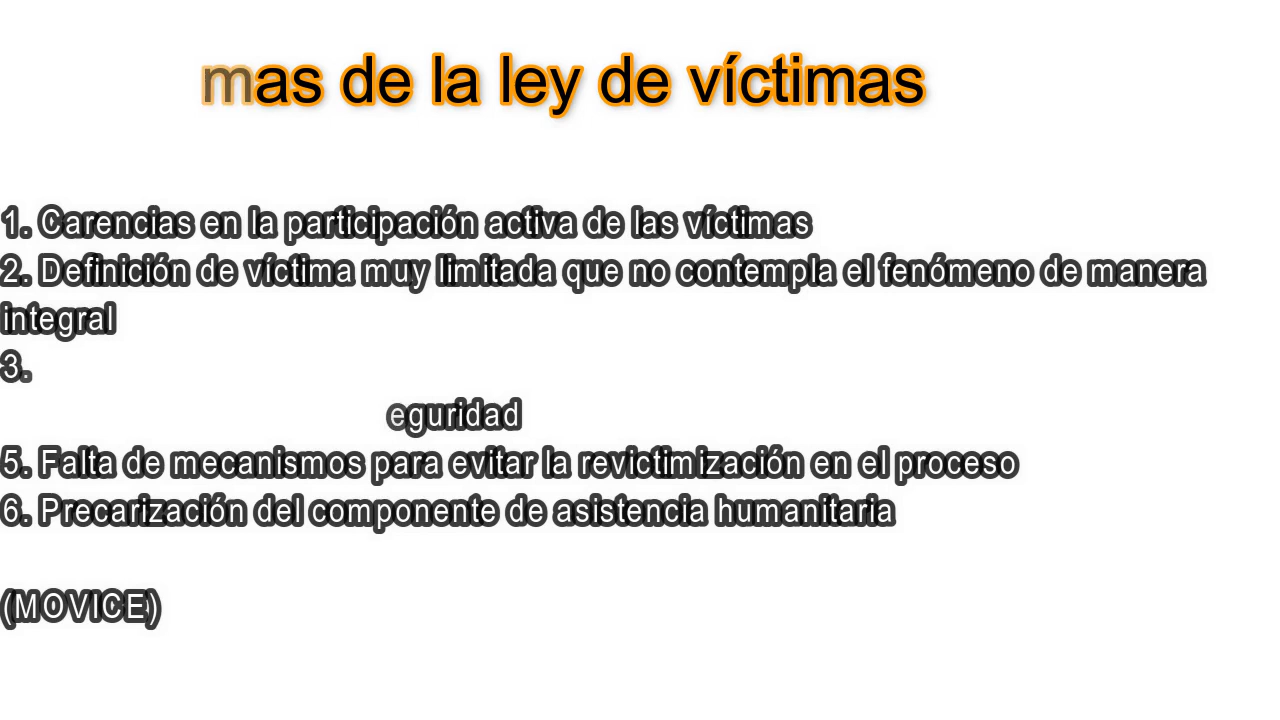 mas de la ley de víctimas
1. Carencias en la participación activa de las víctimas
2. Definición de víctima muy limitada que no contempla el fenómeno de manera
integral
3.
eguridad
5. Falta de mecanismos para evitar la revictimización en el proceso
6. Precarización del componente de asistencia humanitaria
(MOVICE)